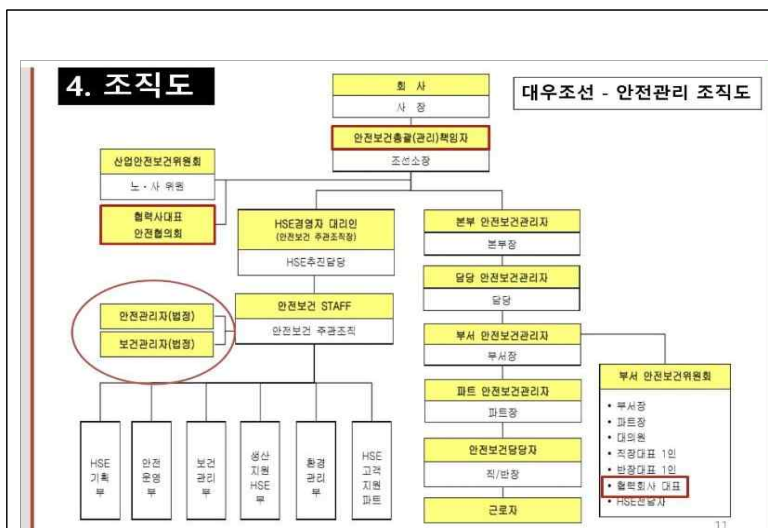 4. 조직도
대우조선 - 안전관리 조직도
회 사
사 장
안전보건총괄(관리)책임자
조선소장
산업안전보건위원회
노·사 위원
협력사대표
안전협의회
HSE경영자 대리인
(안전보건 주관조직장)
HSE추진담당
본부 안전보건관리자
본부장
담당 안전보건관리자
담당
안전관리자(법정)
보건관리자(법정)
안전보건 STAFF
안전보건 주관조직
부서 안전보건관리자
부서장
파트 안전보건관리자
파트장
안전보건담당자
직/반장
근로자
부서 안전보건위원회
• 부서장
• 파트장
• 대의원
• 직장대표 1인
• 반장대표 1인
• 협력회사 대표
• HSE전담자
HSE
기획
부
안전
운영
부
보건
관리
부
생산
지원
HSE
부
환경
관리
부
HSE
고객
지원
파트
11